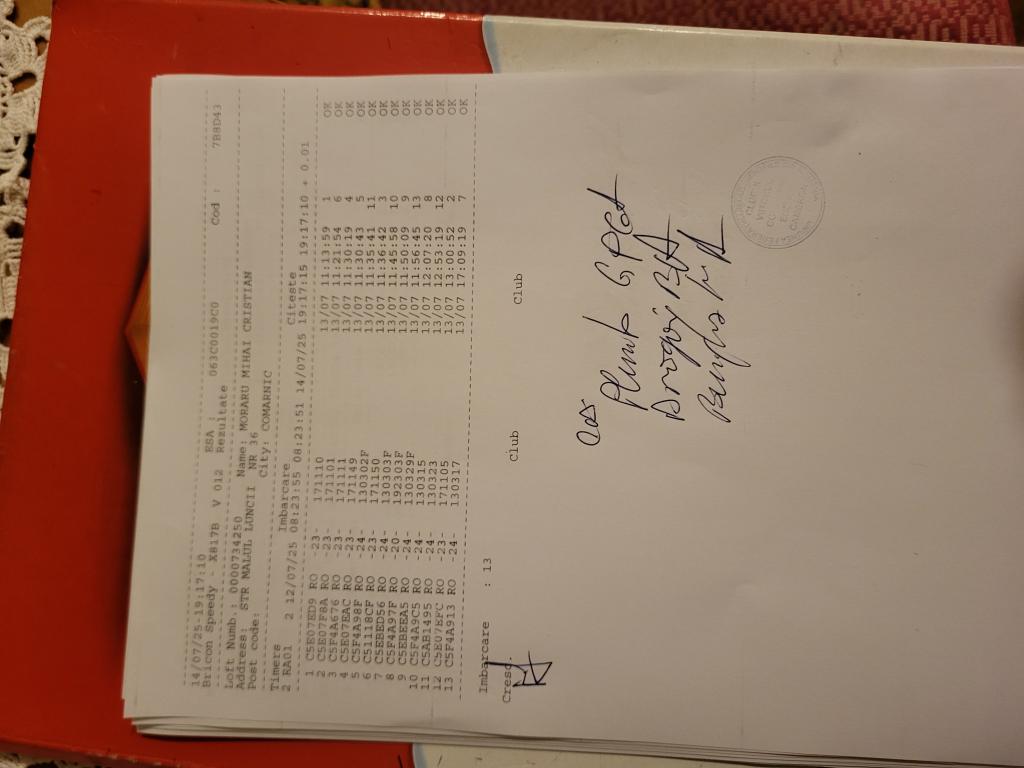 14/07/25-19:17:10
Bricon Speedy - X817B V 012 ESA : 063C0019C0 Cod : 7B8D43
Rezultate
Loft Numb.: 0000734250 Name: MORARU MIHAI CRISTIAN
Address: STR MALUL LUNCII NR 36
Post code: City: COMARNIC
Timers Imbarcare Citeste
2 RA01 2 12/07/25 08:23:55 08:23:51 14/07/25 19:17:15 19:17:10 + 0.01
1 C5E07ED9 RO -23- 171110 13/07 11:13:59 1 OK
2 C5E07F8A RO -23- 171101 13/07 11:21:54 6 OK
3 C5F4A676 RO -23- 171111 13/07 11:30:19 4 OK
4 C5E07EAC RO -23- 171149 13/07 11:30:43 5 OK
5 C5F4A98F RO -24- 130302F 13/07 11:35:41 11 OK
6 C51118CF RO -23- 171150 13/07 11:36:42 3 OK
7 C5EBED56 RO -24- 130303F 13/07 11:45:58 10 OK
8 C5F4A97F RO -20- 192303F 13/07 11:50:09 9 OK
9 C5EBEEA5 RO -24- 130329F 13/07 11:56:45 13 OK
10 C5F4A9C5 RO -24- 130315 13/07 12:07:20 8 OK
11 C5AB1495 RO -24- 130323 13/07 12:53:19 12 OK
12 C5E07EFC RO -23- 171105 13/07 13:00:52 2 OK
13 C5F4A913 RO -24- 130317 13/07 17:09:19 7 OK
Imbarcare : 13
Cresc. Club Club